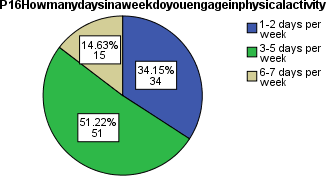 P16Howmanydaysinaweekdoyouengageinphysicalactivity
1-2 days per
week
3-5 days per
week
6-7 days per
week
14.63%
15
34.15%
34
51.22%
51